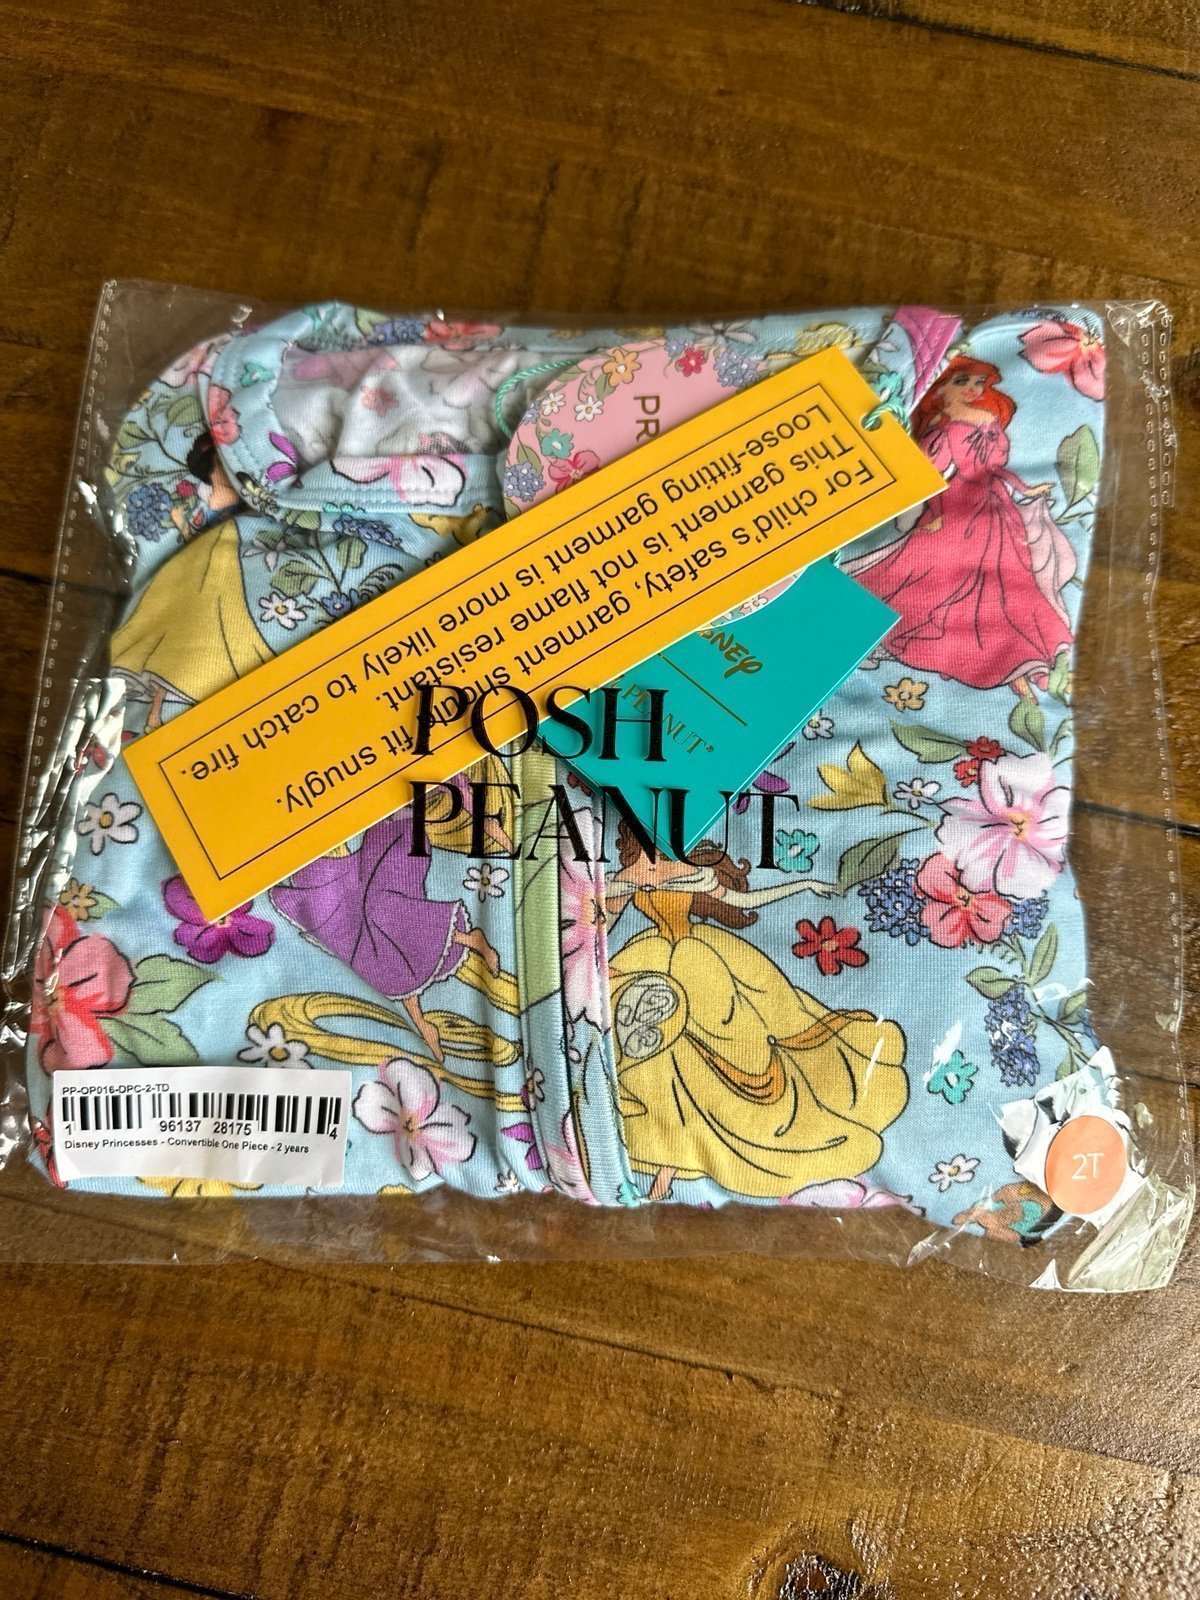 PR
For child's safety, garment should fit snugly.
This garment is not flame resistant.
Loose-fitting garment is more likely to catch fire.
PEANUT®
POSH
PEANUT
PP-OP016-DPC-2-TD
1 96137 28175 4
Disney Princesses - Convertible One Piece - 2 years
2T